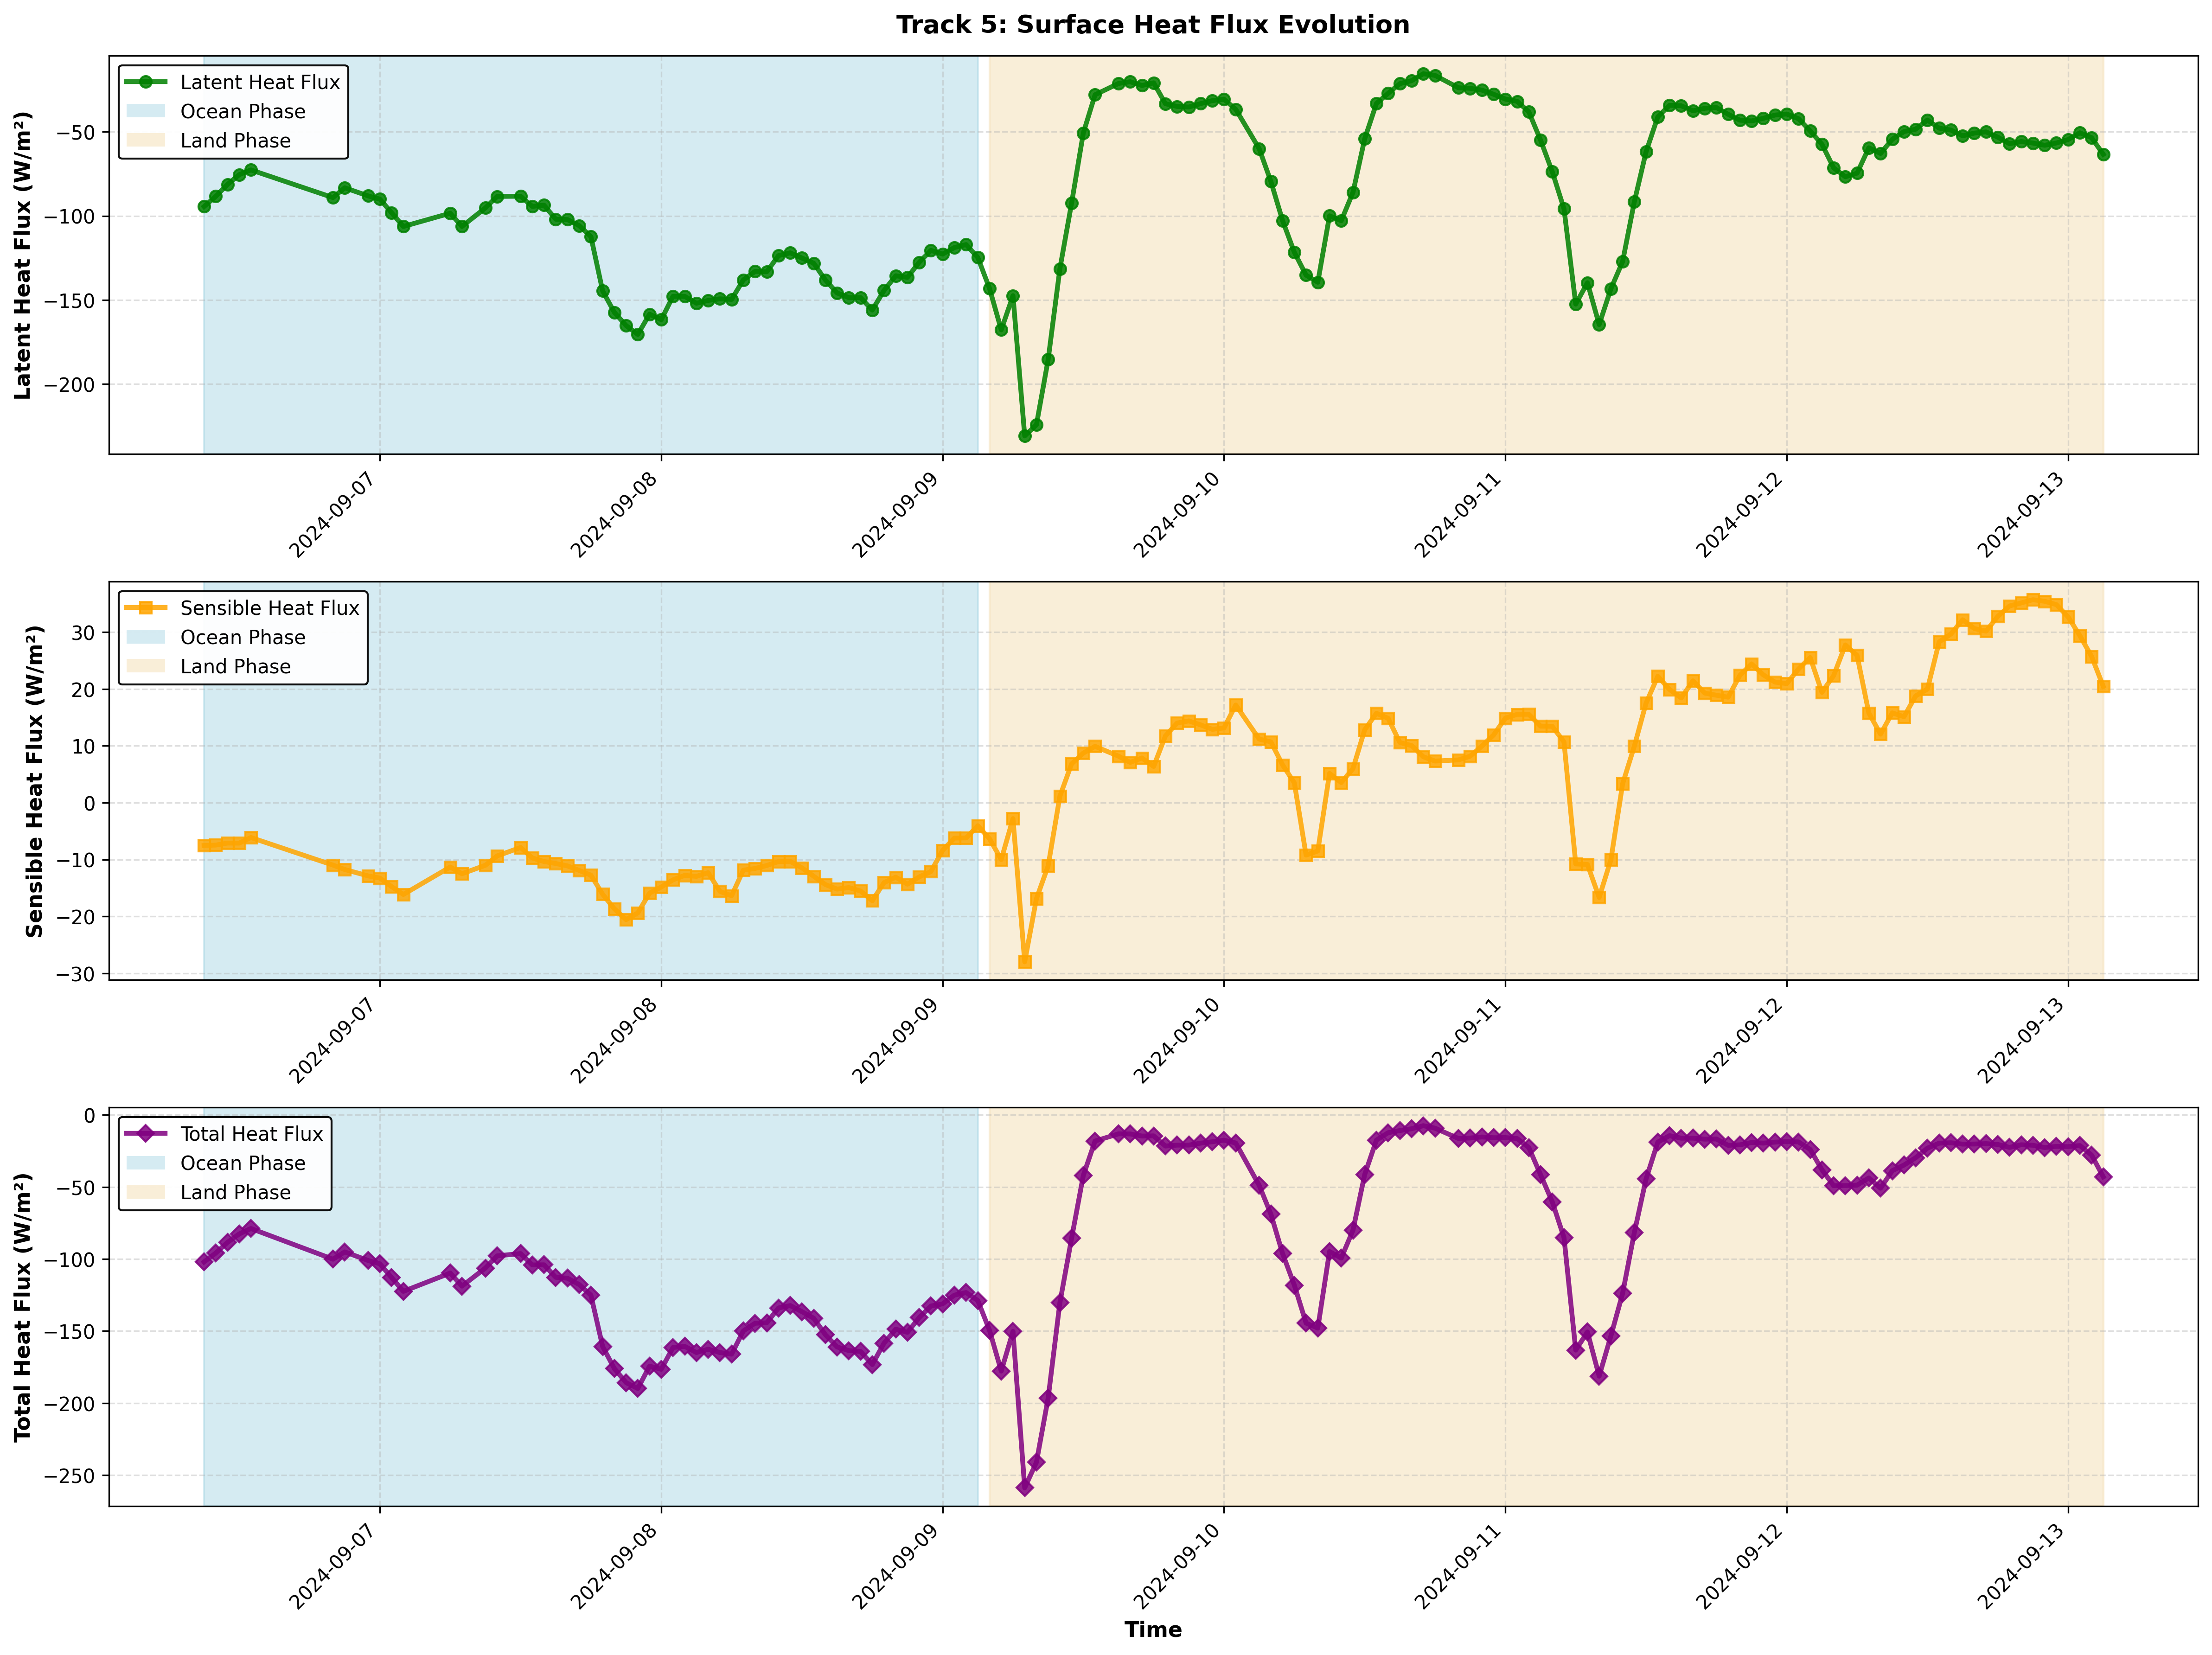 Track 5: Surface Heat Flux Evolution
Latent Heat Flux (W/m²)
−50
−100
−150
−200
Latent Heat Flux
Ocean Phase
Land Phase
2024-09-07
2024-09-08
2024-09-09
2024-09-10
2024-09-11
2024-09-12
2024-09-13
Sensible Heat Flux (W/m²)
30
20
10
0
−10
−20
−30
Sensible Heat Flux
Ocean Phase
Land Phase
2024-09-07
2024-09-08
2024-09-09
2024-09-10
2024-09-11
2024-09-12
2024-09-13
Total Heat Flux (W/m²)
0
−50
−100
−150
−200
−250
Total Heat Flux
Ocean Phase
Land Phase
2024-09-07
2024-09-08
2024-09-09
2024-09-10
2024-09-11
2024-09-12
2024-09-13
Time